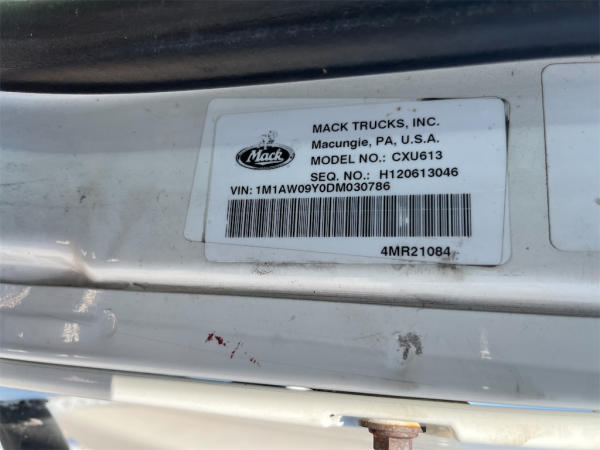 MACK TRUCKS, INC.
Macungie, PA, U.S.A.
Mack
MODEL NO.: CXU613
SEQ. NO.: H120613046
VIN: 1M1AW09Y0DM030786
4MR21084